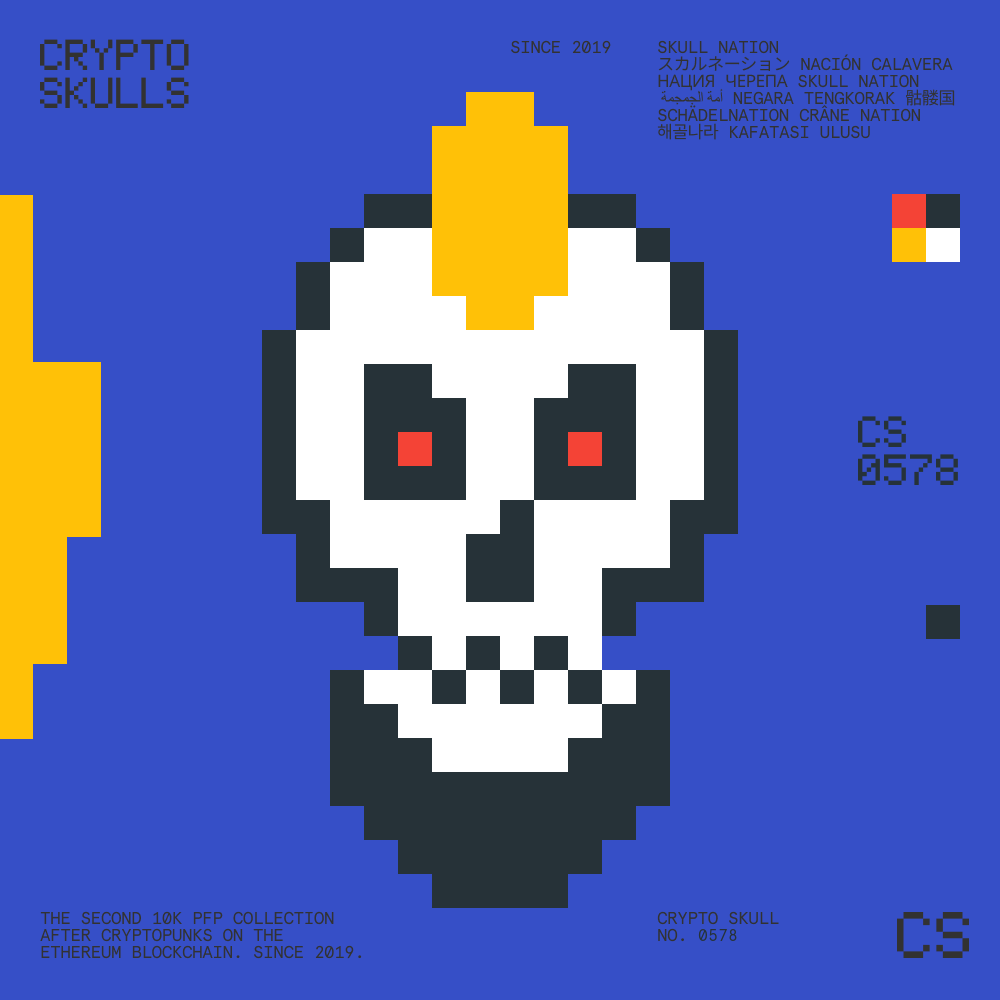 CRYPTO
SKULLS
SINCE 2019
SKULL NATION
スカルネーション NACIÓN CALAVERA
НАЦИЯ ЧЕРЕПА SKULL NATION
أمة الجمجمة NEGARA TENGKORAK 骷髅国
SCHÄDELNATION CRÂNE NATION
해골나라 KAFATASI ULUSU
CS
0578
THE SECOND 10K PFP COLLECTION
AFTER CRYPTOPUNKS ON THE
ETHEREUM BLOCKCHAIN. SINCE 2019.
CRYPTO SKULL
NO. 0578
CS